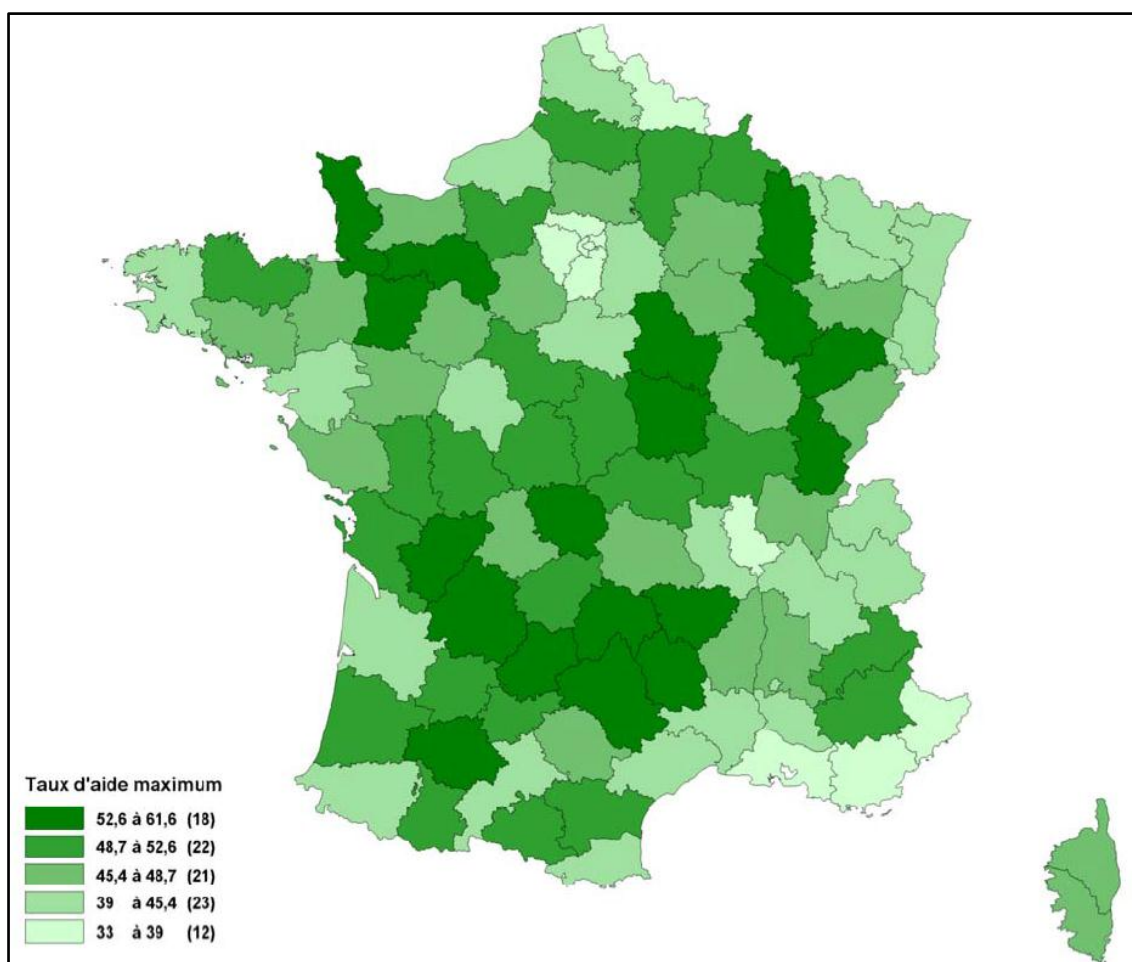 Taux d'aide maximum
52,6 à 61,6 (18)
48,7 à 52,6 (22)
45,4 à 48,7 (21)
39 à 45,4 (23)
33 à 39 (12)